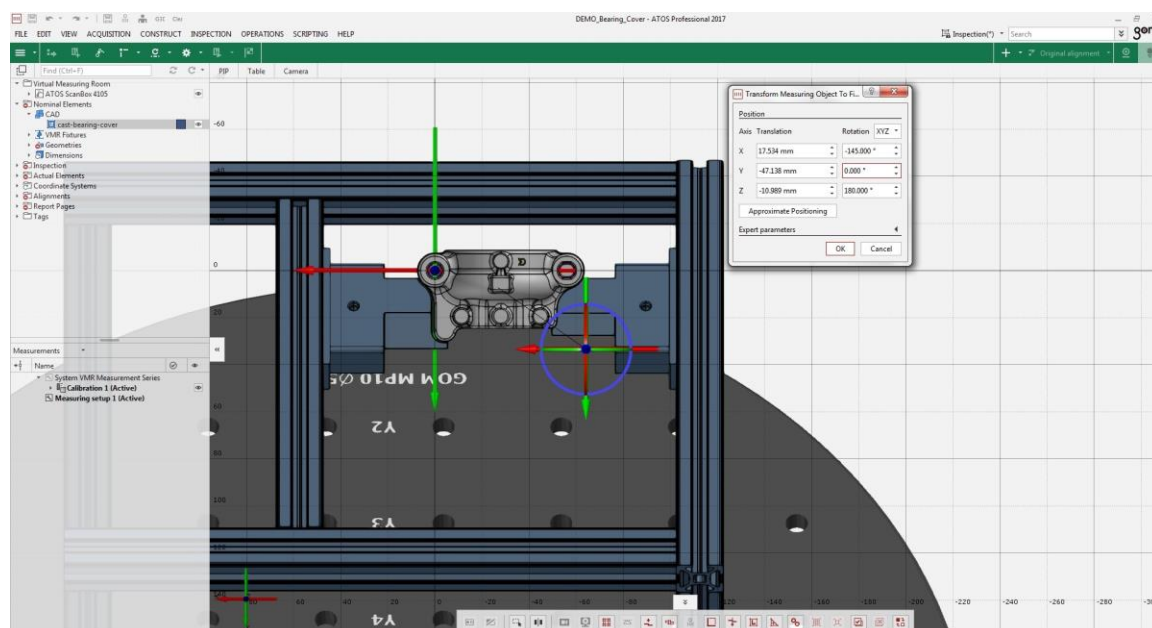 DEMO_Bearing_Cover - ATOS Professional 2017
FILE EDIT VIEW ACQUISITION CONSTRUCT INSPECTION OPERATIONS SCRIPTING HELP
Inspection(*) Search
gom
Original alignment
Find (Ctrl+F)
PIP Table Camera
Virtual Measuring Room
ATOS ScanBox 4105
Nominal Elements
CAD
cast-bearing-cover
VMR Fixtures
Geometries
Dimensions
Inspection
Actual Elements
Coordinate Systems
Alignments
Report Pages
Tags
Transform Measuring Object To Fi...
Position
Axis Translation Rotation XYZ
X 17.534 mm -145.000 °
Y -47.138 mm 0.000 °
Z -10.989 mm 180.000 °
Approximate Positioning
Expert parameters
OK Cancel
-60
0
20
60
100
Measurements
Name
System VMR Measurement Series
Calibration 1 (Active)
Measuring setup 1 (Active)
GOM MP10 Ø5
Y2
Y3
Y4
60 40 20 0 -20 -40 -60 -120 -140 -160 -180 -200 -220 -240 -260 -280